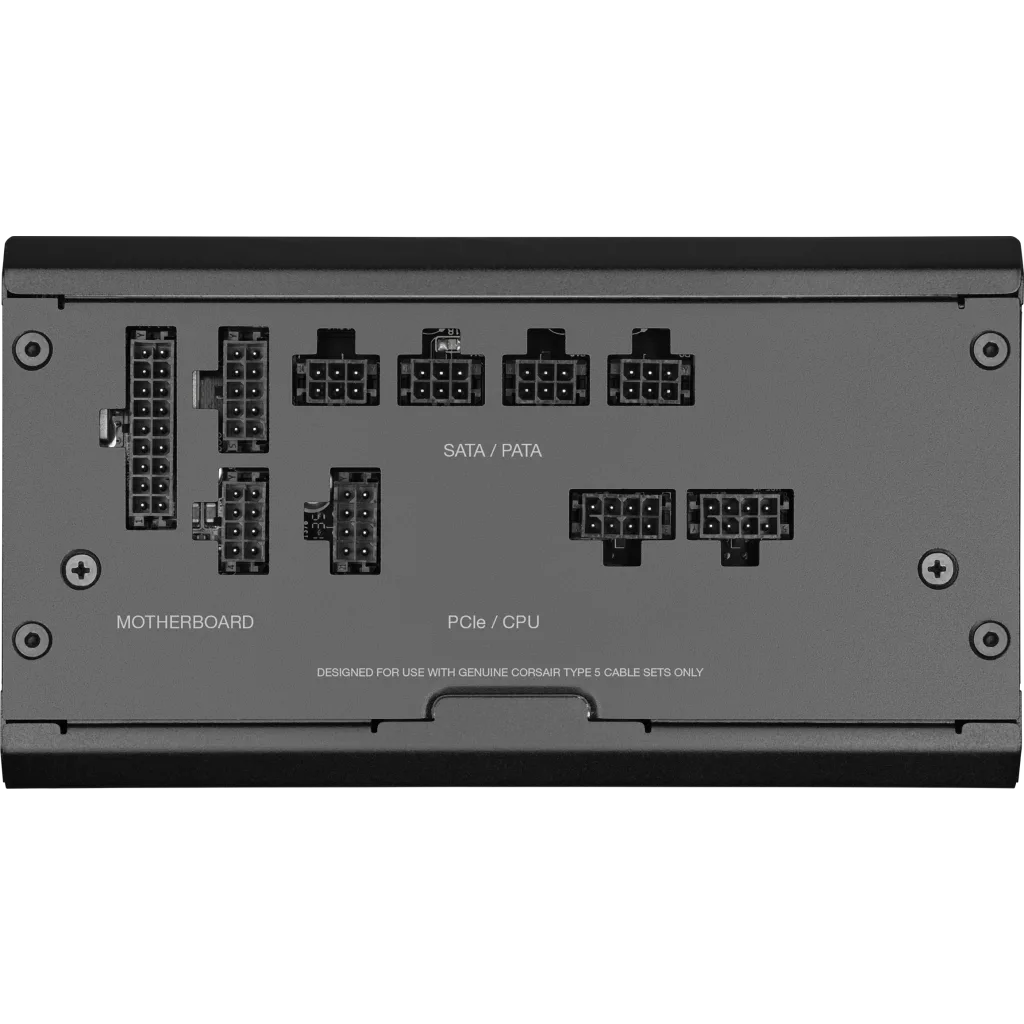 SATA / PATA
MOTHERBOARD
PCIe / CPU
DESIGNED FOR USE WITH GENUINE CORSAIR TYPE 5 CABLE SETS ONLY